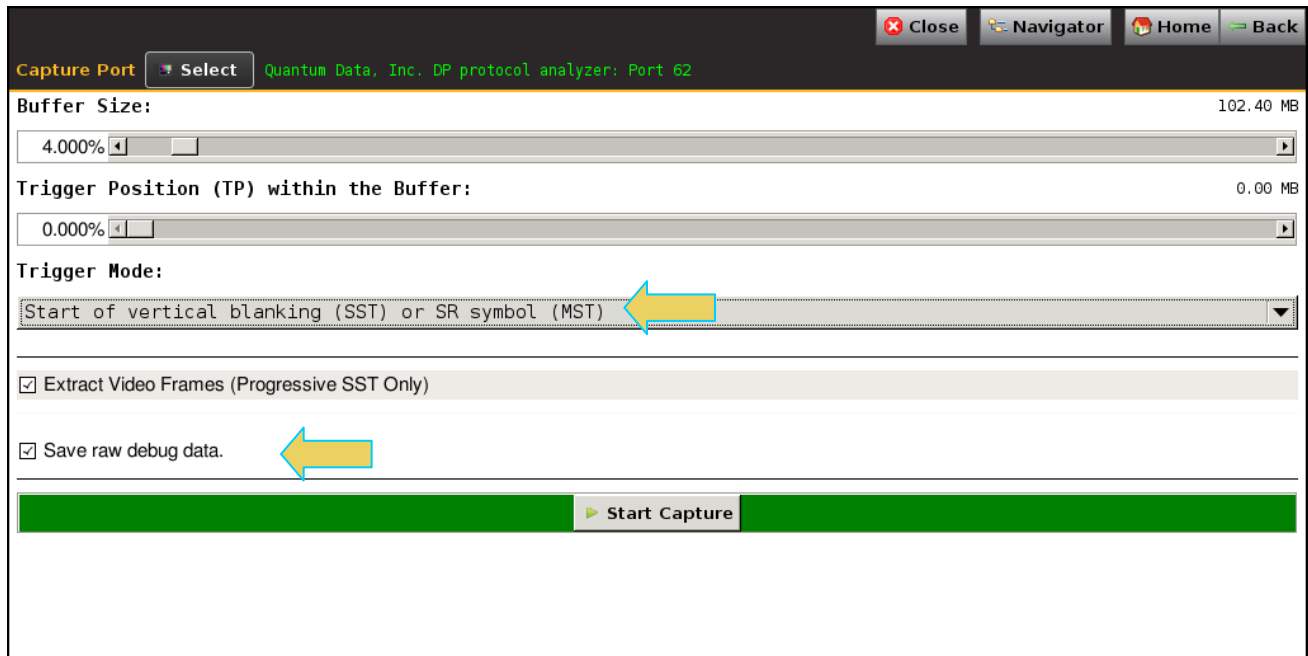 Close Navigator Home Back
Capture Port Select Quantum Data, Inc. DP protocol analyzer: Port 62
Buffer Size: 102.40 MB
4.000%
Trigger Position (TP) within the Buffer: 0.00 MB
0.000%
Trigger Mode:
Start of vertical blanking (SST) or SR symbol (MST)
Extract Video Frames (Progressive SST Only)
Save raw debug data.
Start Capture